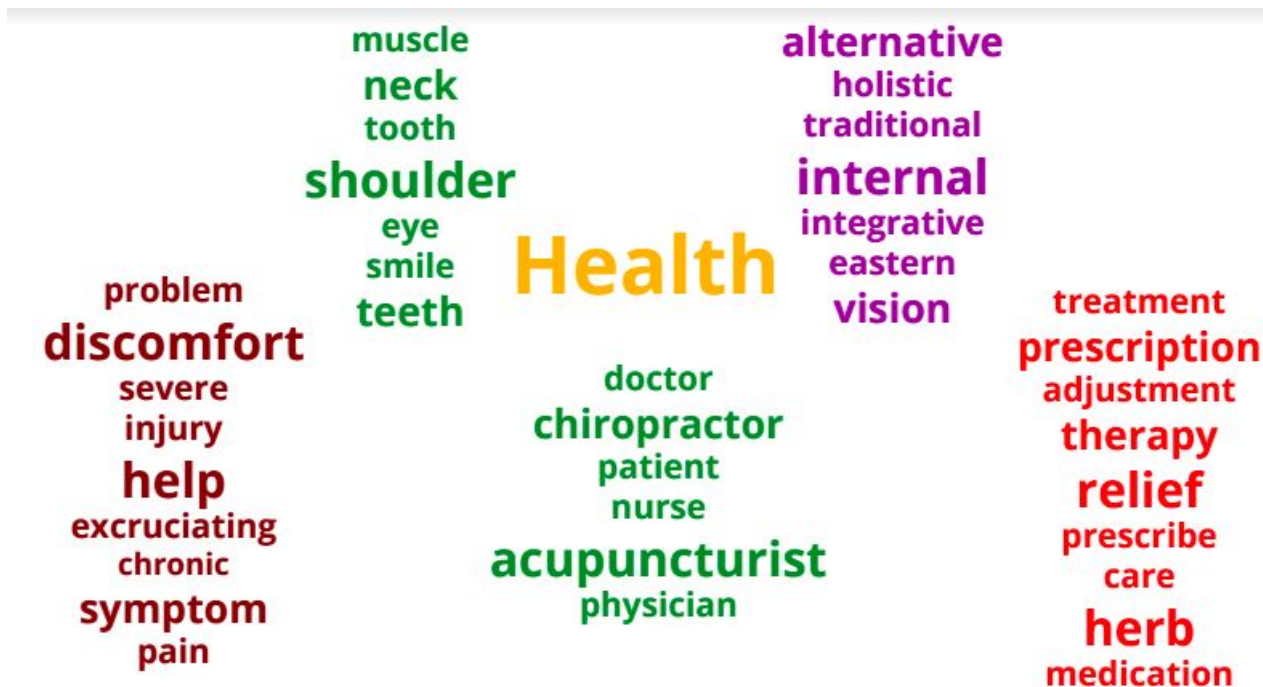 muscle
neck
tooth
shoulder
eye
smile
teeth
alternative
holistic
traditional
internal
integrative
eastern
vision
Health
problem
discomfort
severe
injury
help
excruciating
chronic
symptom
pain
doctor
chiropractor
patient
nurse
acupuncturist
physician
treatment
prescription
adjustment
therapy
relief
prescribe
care
herb
medication